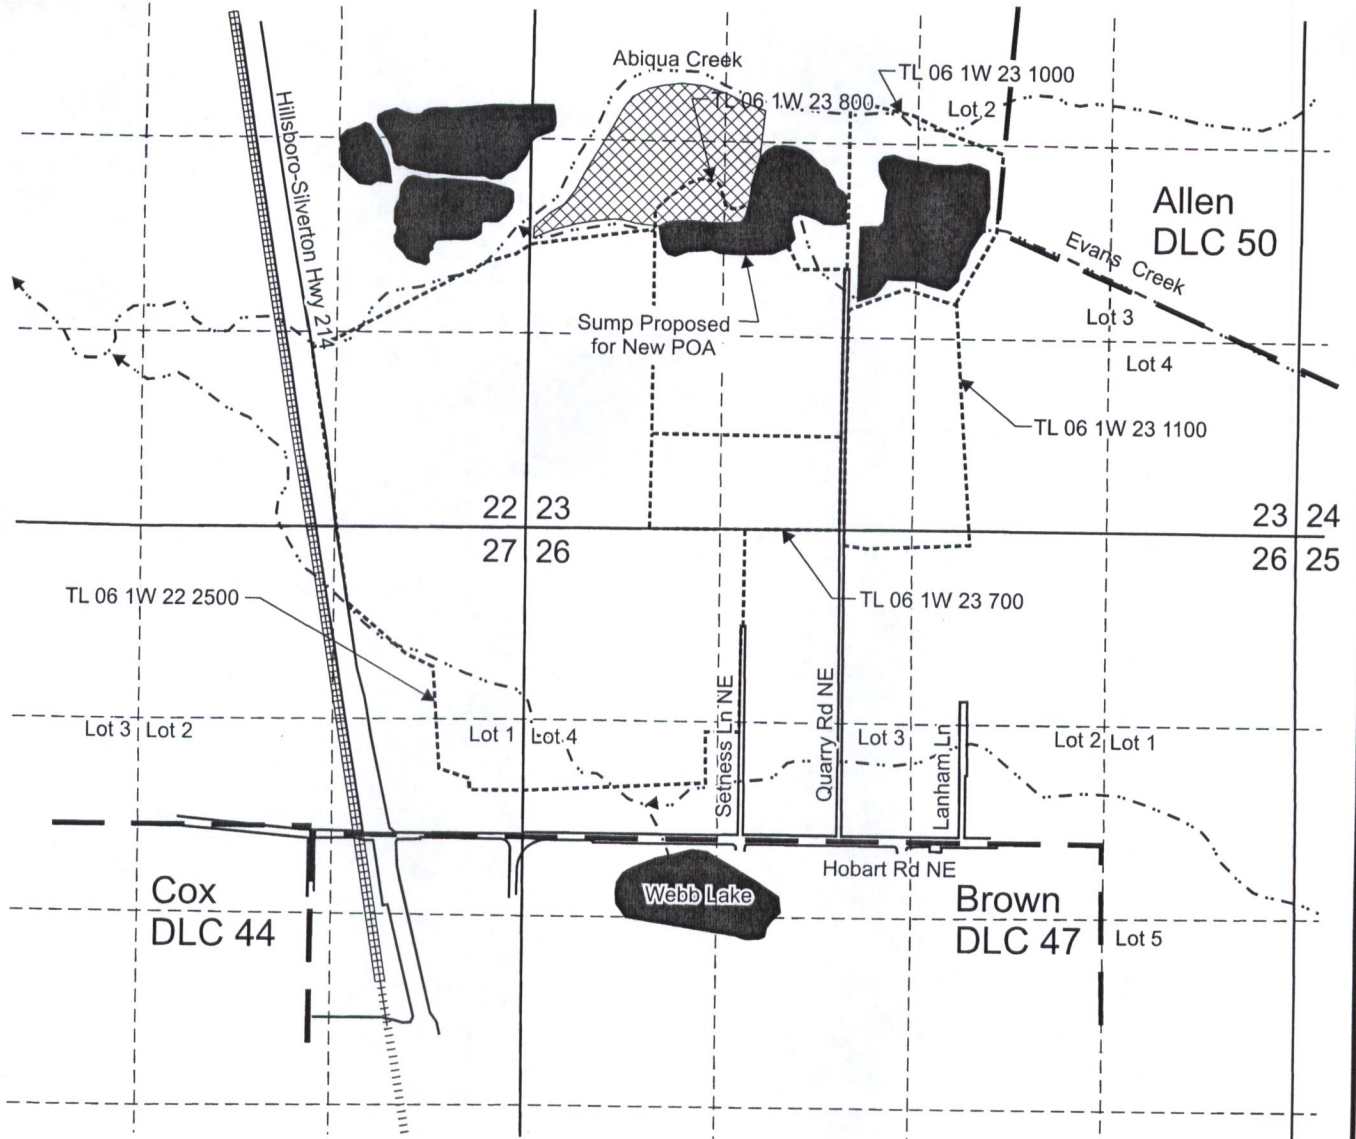 Abiqua Creek
TL 06 1W 23 1000
TL 06 1W 23 800
Lot 2
Hillsboro-Silverton Hwy 214
Allen
DLC 50
Evans Creek
Sump Proposed
for New POA
Lot 3
Lot 4
TL 06 1W 23 1100
22 23
27 26
23 24
26 25
TL 06 1W 22 2500
TL 06 1W 23 700
Setness Ln NE
Quarry Rd NE
Lanham Ln
Lot 3 Lot 2
Lot 1 Lot 4
Lot 3
Lot 2 Lot 1
Hobart Rd NE
Webb Lake
Cox
DLC 44
Brown
DLC 47
Lot 5